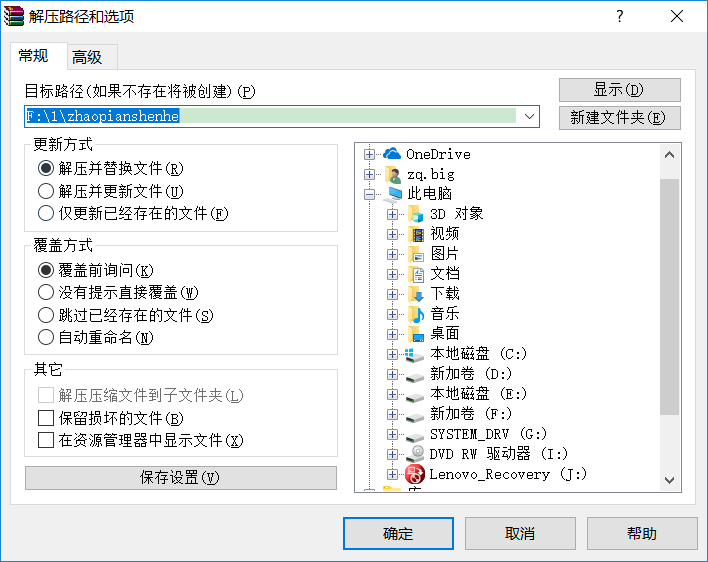 解压路径和选项
常规 高级
目标路径(如果不存在将被创建)(P)
F:\1\zhaopianshenhe
显示(D)
新建文件夹(E)
更新方式
解压并替换文件(R)
解压并更新文件(U)
仅更新已经存在的文件(F)
覆盖方式
覆盖前询问(K)
没有提示直接覆盖(W)
跳过已经存在的文件(S)
自动重命名(N)
其它
解压压缩文件到子文件夹(L)
保留损坏的文件(B)
在资源管理器中显示文件(X)
保存设置(V)
OneDrive
zq.big
此电脑
3D 对象
视频
图片
文档
下载
音乐
桌面
本地磁盘 (C:)
新加卷 (D:)
本地磁盘 (E:)
新加卷 (F:)
SYSTEM_DRV (G:)
DVD RW 驱动器 (I:)
Lenovo_Recovery (J:)
确定 取消 帮助